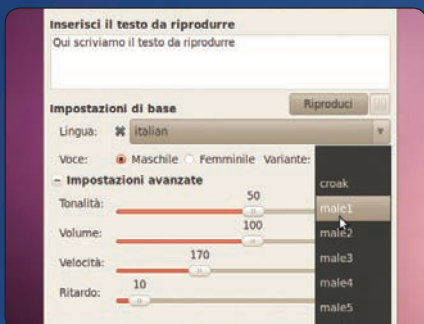 Inserisci il testo da riprodurre
Qui scriviamo il testo da riprodurre
Riproduci
Impostazioni di base
Lingua: italian
Voce: Maschile Femminile Variante:
croak
male1
male2
male3
male4
male5
Impostazioni avanzate
Tonalità: 50
Volume: 100
Velocità: 170
Ritardo: 10